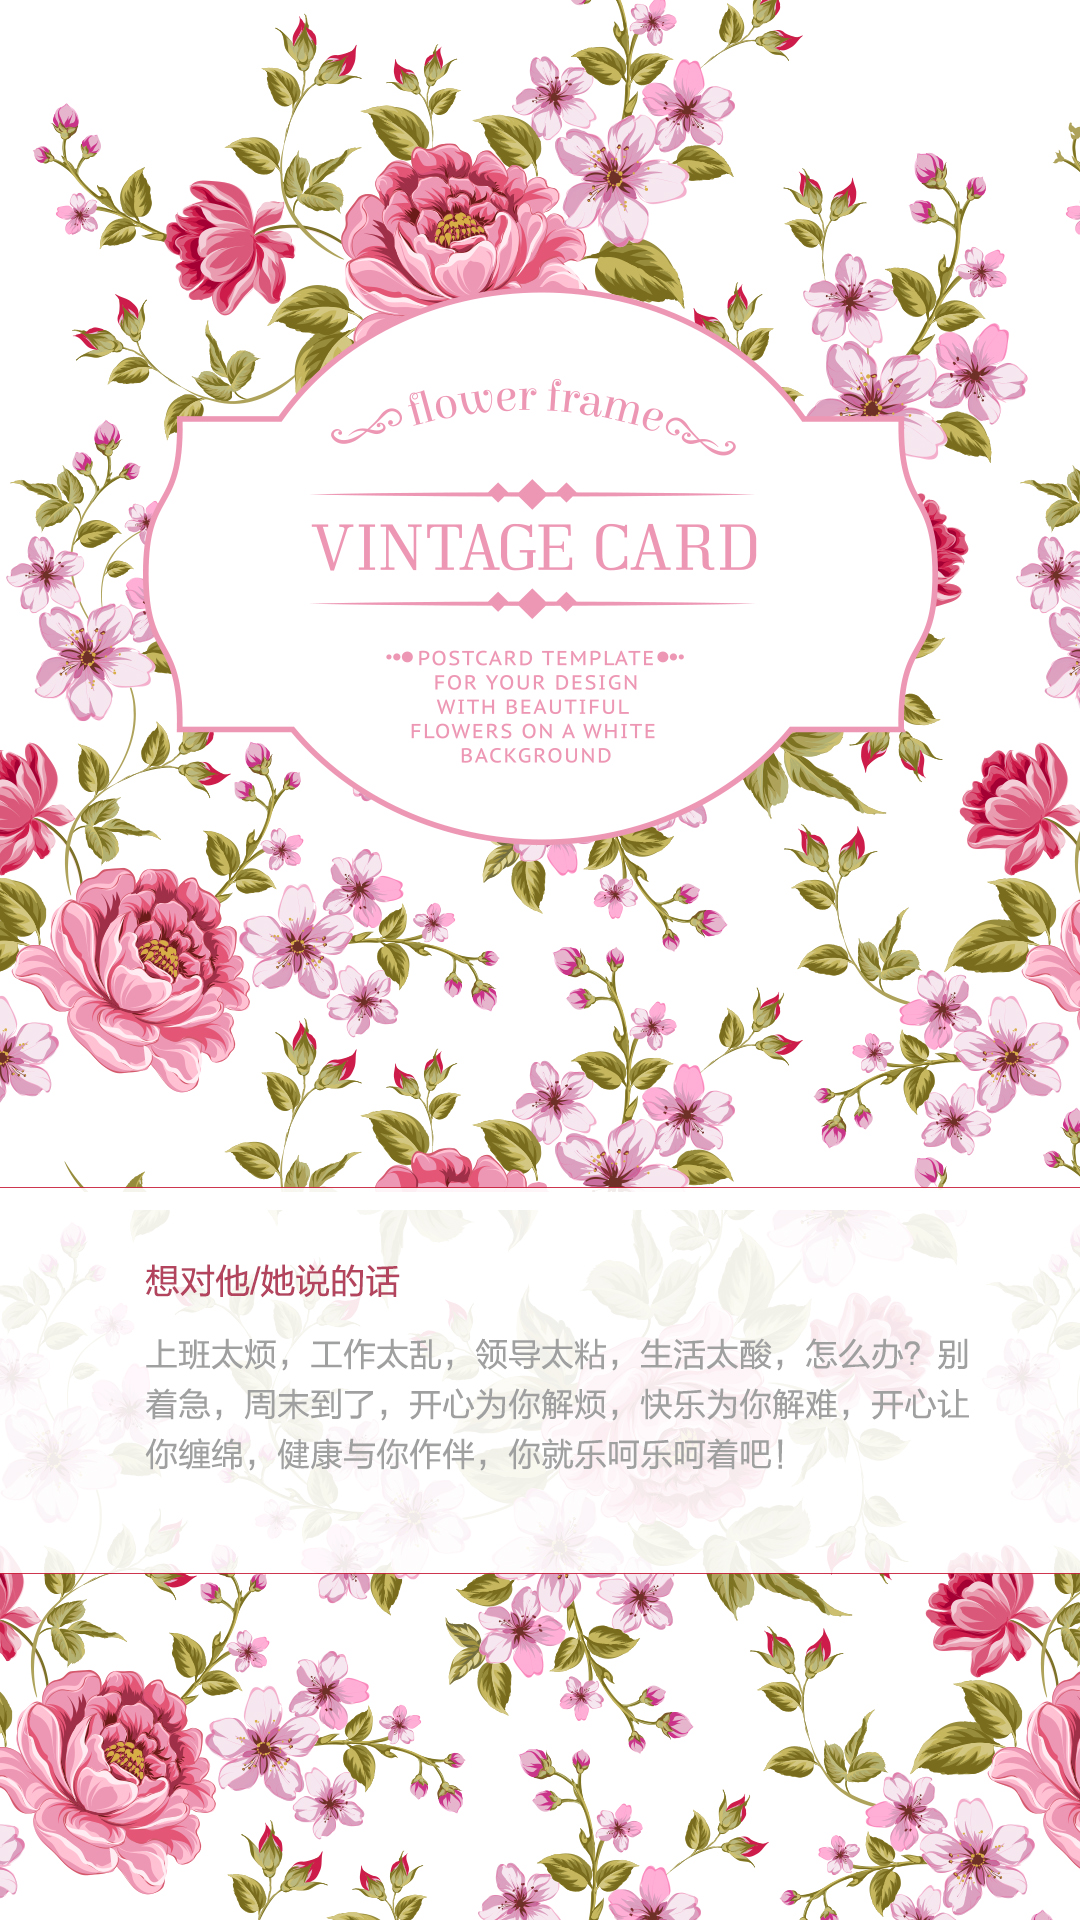 flower frame
VINTAGE CARD
POSTCARD TEMPLATE
FOR YOUR DESIGN
WITH BEAUTIFUL
FLOWERS ON A WHITE
BACKGROUND
想对他/她说的话
上班太烦，工作太乱，领导太粘，生活太酸，怎么办？别
着急，周末到了，开心为你解烦，快乐为你解难，开心让
你缠绵，健康与你作伴，你就乐呵乐呵着吧！